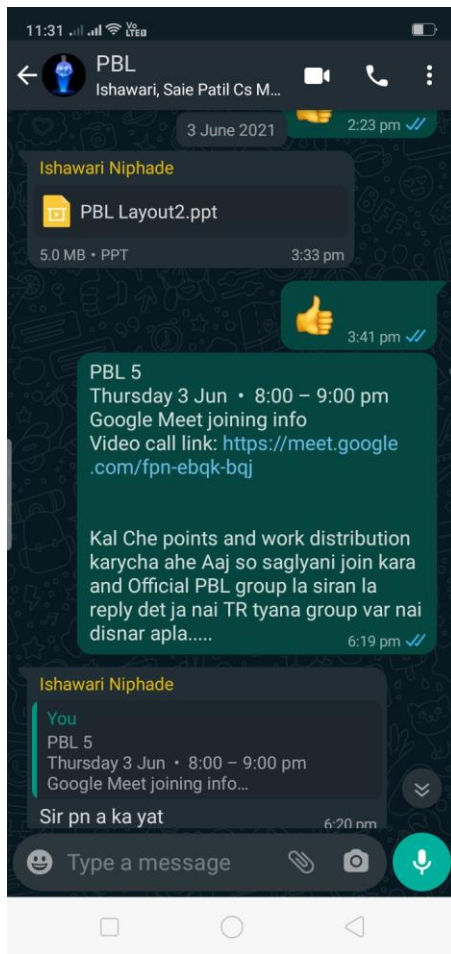 11:31 Vo LTE
PBL
Ishawari, Saie Patil Cs M...
3 June 2021
2:23 pm
Ishawari Niphade
PBL Layout2.ppt
5.0 MB • PPT 3:33 pm
3:41 pm
PBL 5
Thursday 3 Jun • 8:00 – 9:00 pm
Google Meet joining info
Video call link: https://meet.google
.com/fpn-ebqk-bqj
Kal Che points and work distribution
karycha ahe Aaj so saglyani join kara
and Official PBL group la siran la
reply det ja nai TR tyana group var nai
disnar apla.....
6:19 pm
Ishawari Niphade
You
PBL 5
Thursday 3 Jun • 8:00 – 9:00 pm
Google Meet joining info...
Sir pn a ka yat
6:20 pm
Type a message